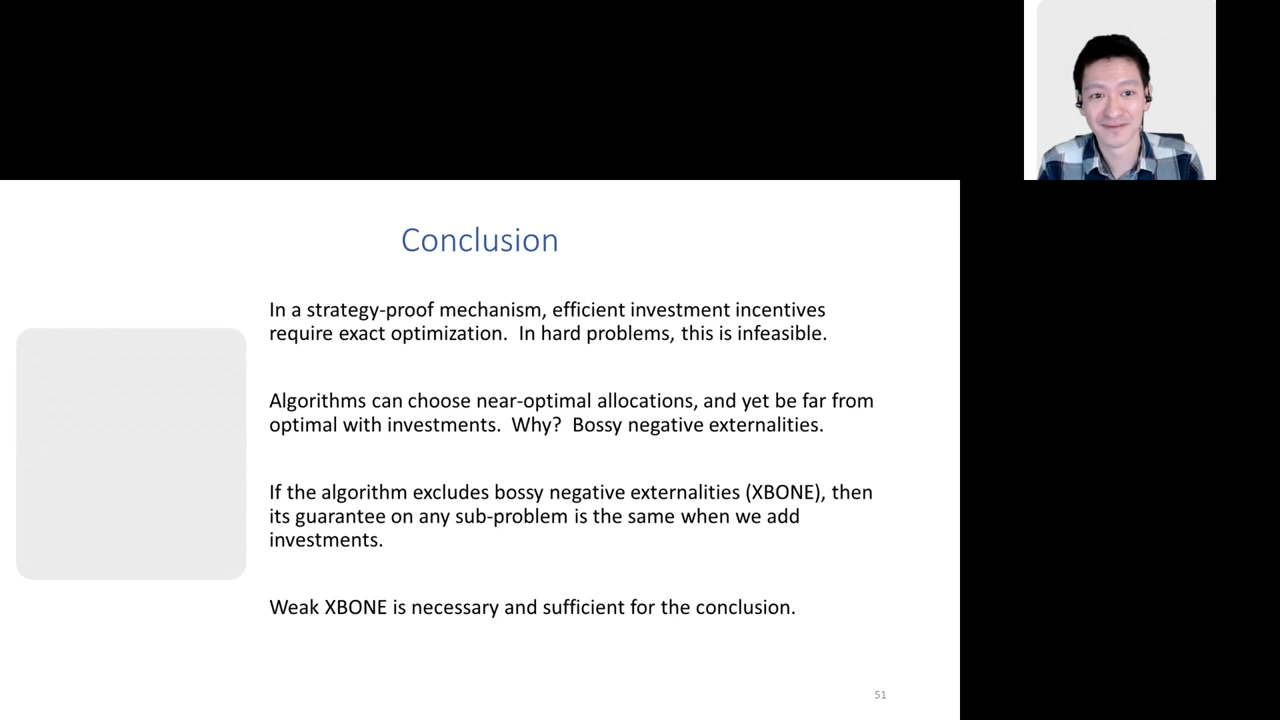 Conclusion
In a strategy-proof mechanism, efficient investment incentives
require exact optimization.  In hard problems, this is infeasible.
Algorithms can choose near-optimal allocations, and yet be far from
optimal with investments.  Why?  Bossy negative externalities.
If the algorithm excludes bossy negative externalities (XBONE), then
its guarantee on any sub-problem is the same when we add
investments.
Weak XBONE is necessary and sufficient for the conclusion.
51